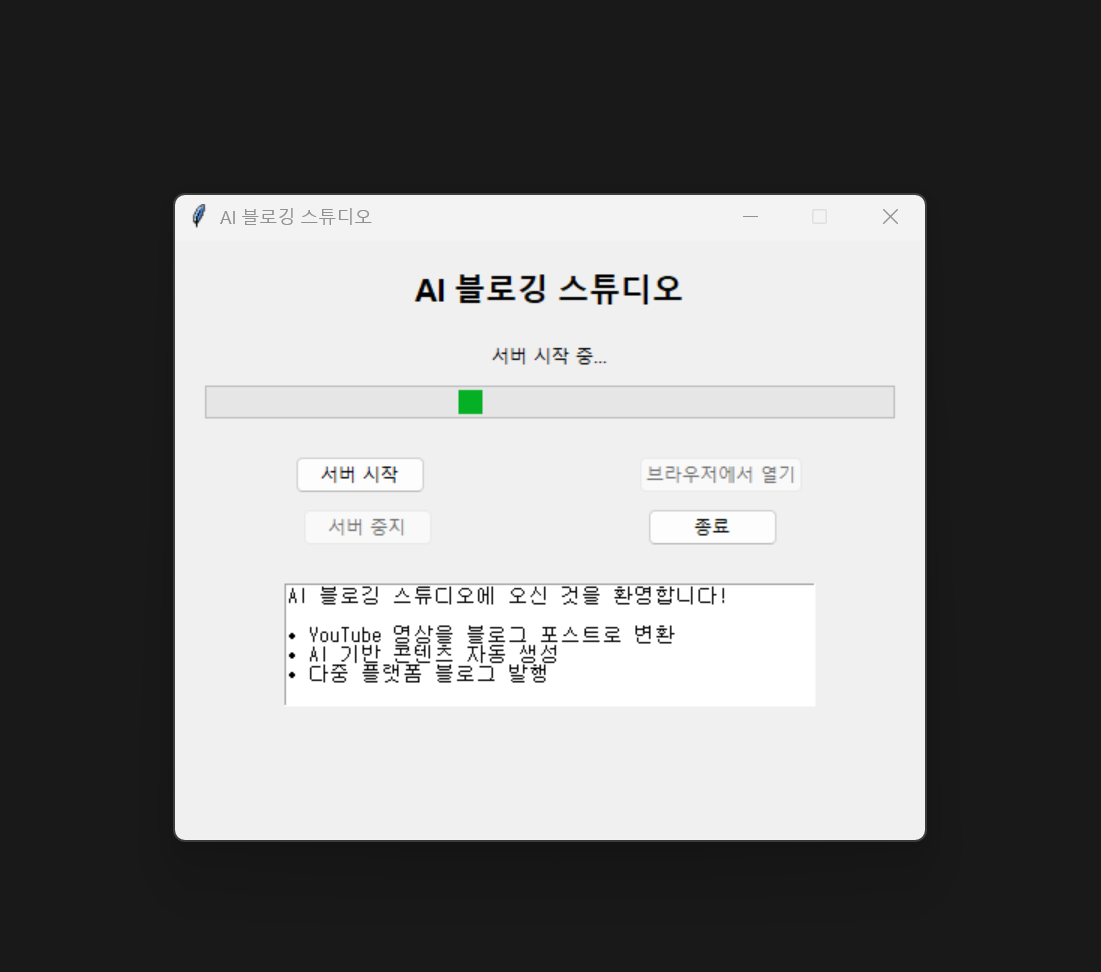 AI 블로깅 스튜디오
AI 블로깅 스튜디오
서버 시작 중...
서버 시작
브라우저에서 열기
서버 중지
종료
AI 블로깅 스튜디오에 오신 것을 환영합니다!
• YouTube 영상을 블로그 포스트로 변환
• AI 기반 콘텐츠 자동 생성
• 다중 플랫폼 블로그 발행